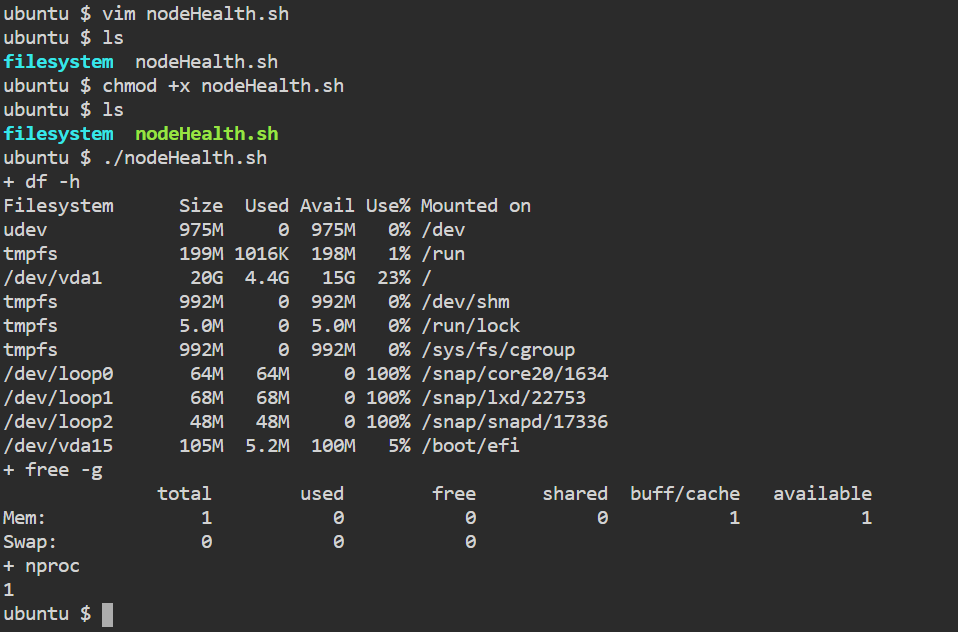 ubuntu $ vim nodeHealth.sh
ubuntu $ ls
filesystem  nodeHealth.sh
ubuntu $ chmod +x nodeHealth.sh
ubuntu $ ls
filesystem  nodeHealth.sh
ubuntu $ ./nodeHealth.sh
+ df -h
Filesystem      Size  Used Avail Use% Mounted on
udev            975M     0  975M   0% /dev
tmpfs           199M 1016K  198M   1% /run
/dev/vda1        20G  4.4G   15G  23% /
tmpfs           992M     0  992M   0% /dev/shm
tmpfs           5.0M     0  5.0M   0% /run/lock
tmpfs           992M     0  992M   0% /sys/fs/cgroup
/dev/loop0       64M   64M     0 100% /snap/core20/1634
/dev/loop1       68M   68M     0 100% /snap/lxd/22753
/dev/loop2       48M   48M     0 100% /snap/snapd/17336
/dev/vda15      105M  5.2M  100M   5% /boot/efi
+ free -g
              total        used        free      shared  buff/cache   available
Mem:              1           0           0           0           1           1
Swap:             0           0           0
+ nproc
1
ubuntu $